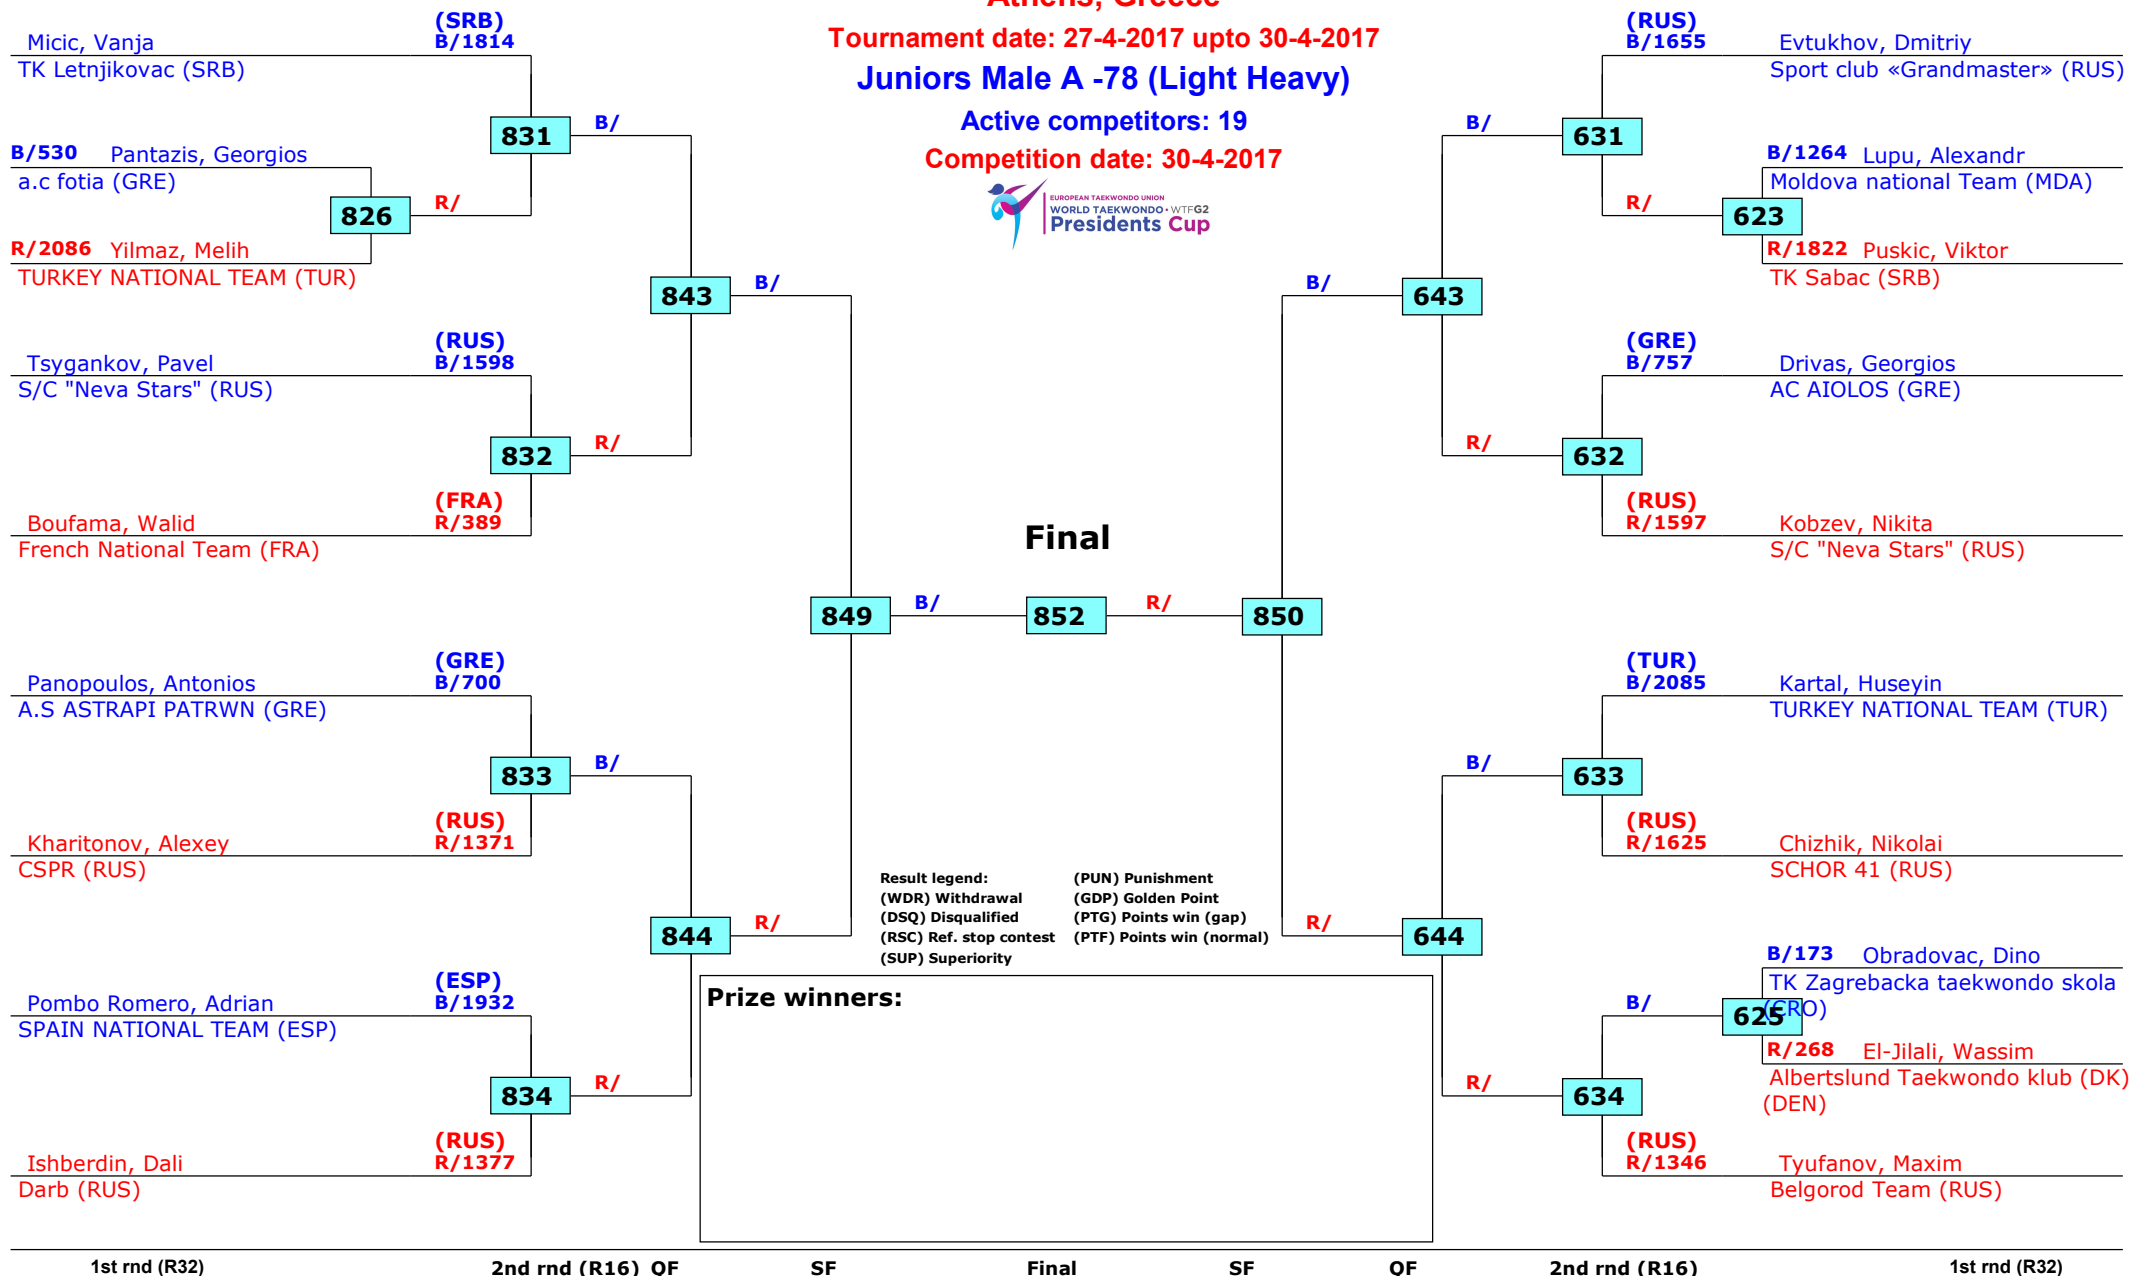 Athens, Greece
Tournament date: 27-4-2017 upto 30-4-2017
Juniors Male A -78 (Light Heavy)
Active competitors: 19
Competition date: 30-4-2017
EUROPEAN TAEKWONDO UNION
WORLD TAEKWONDO • WTFG2
Presidents Cup
Micic, Vanja
(SRB)
B/1814
TK Letnjikovac (SRB)
831
B/
B/530 Pantazis, Georgios
a.c fotia (GRE)
826
R/
R/2086 Yilmaz, Melih
TURKEY NATIONAL TEAM (TUR)
843
B/
Tsygankov, Pavel
(RUS)
B/1598
S/C "Neva Stars" (RUS)
832
R/
Boufama, Walid
(FRA)
R/389
French National Team (FRA)
849
B/
Panopoulos, Antonios
(GRE)
B/700
A.S ASTRAPI PATRWN (GRE)
833
B/
Kharitonov, Alexey
(RUS)
R/1371
CSPR (RUS)
844
R/
Pombo Romero, Adrian
(ESP)
B/1932
SPAIN NATIONAL TEAM (ESP)
834
R/
Ishberdin, Dali
(RUS)
R/1377
Darb (RUS)
Final
852
R/
850
(RUS)
B/1655 Evtukhov, Dmitriy
Sport club «Grandmaster» (RUS)
B/
631
B/1264 Lupu, Alexandr
Moldova national Team (MDA)
R/
623
R/1822 Puskic, Viktor
TK Sabac (SRB)
B/
643
(GRE)
B/757 Drivas, Georgios
AC AIOLOS (GRE)
R/
632
(RUS)
R/1597 Kobzev, Nikita
S/C "Neva Stars" (RUS)
(TUR)
B/2085 Kartal, Huseyin
TURKEY NATIONAL TEAM (TUR)
B/
633
(RUS)
R/1625 Chizhik, Nikolai
SCHOR 41 (RUS)
R/
644
B/173 Obradovac, Dino
TK Zagrebacka taekwondo skola
(CRO)
B/
625
R/268 El-Jilali, Wassim
Albertslund Taekwondo klub (DK)
(DEN)
R/
634
(RUS)
R/1346 Tyufanov, Maxim
Belgorod Team (RUS)
Result legend: (PUN) Punishment
(WDR) Withdrawal (GDP) Golden Point
(DSQ) Disqualified (PTG) Points win (gap)
(RSC) Ref. stop contest (PTF) Points win (normal)
(SUP) Superiority
Prize winners:
1st rnd (R32) 2nd rnd (R16) QF SF Final SF QF 2nd rnd (R16) 1st rnd (R32)